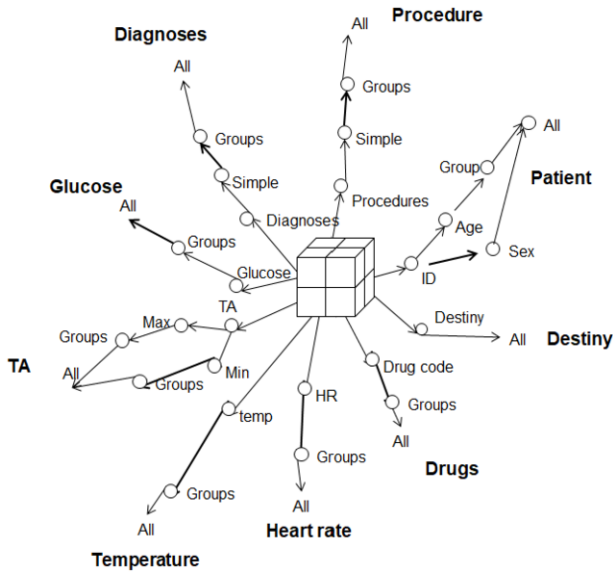 Procedure
All
Diagnoses
All
Groups
Simple
Procedures
Groups
Simple
Diagnoses
Glucose
All
Groups
Glucose
All
Group
Patient
Age
Sex
ID
TA
Max
Groups
TA
All
Groups
Min
Destiny
All
Destiny
Drug code
Groups
All
Drugs
HR
Groups
All
Heart rate
temp
Groups
All
Temperature